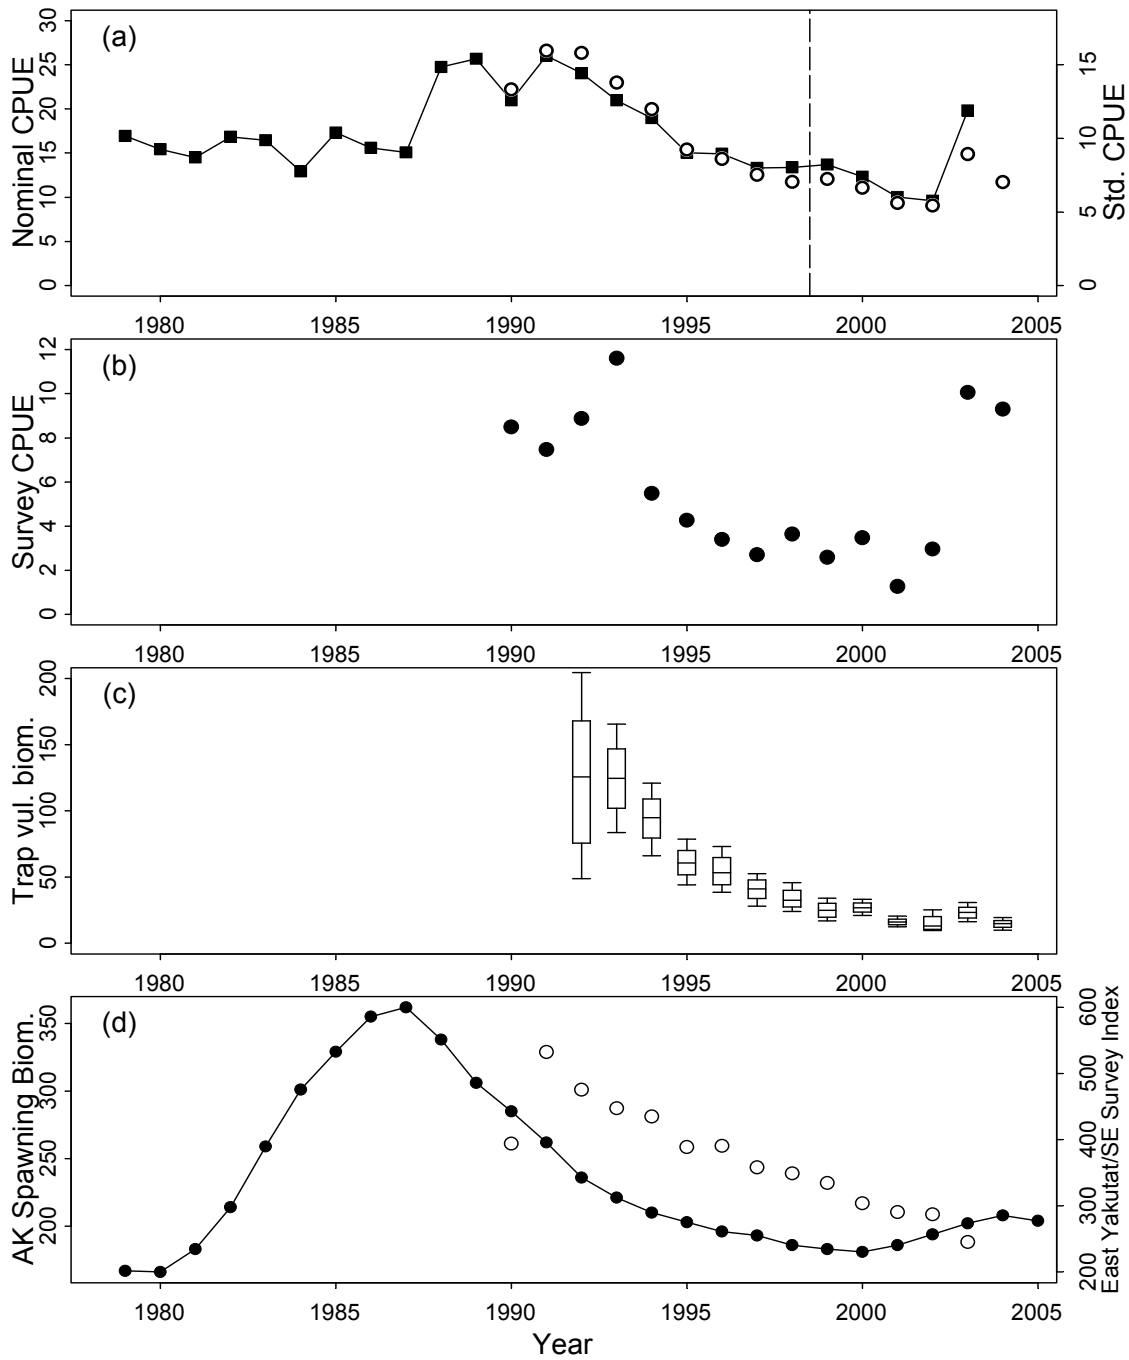 (a)
Nominal CPUE
0 5 10 15 20 25 30
Std. CPUE
0 5 10 15
1980 1985 1990 1995 2000 2005
(b)
Survey CPUE
0 2 4 6 8 10 12
1980 1985 1990 1995 2000 2005
(c)
Trap vul. biom.
0 50 100 150 200
1980 1985 1990 1995 2000 2005
(d)
AK Spawning Biom.
200 250 300 350
East Yakutat/SE Survey Index
200 300 400 500 600
1980 1985 1990 1995 2000 2005
Year